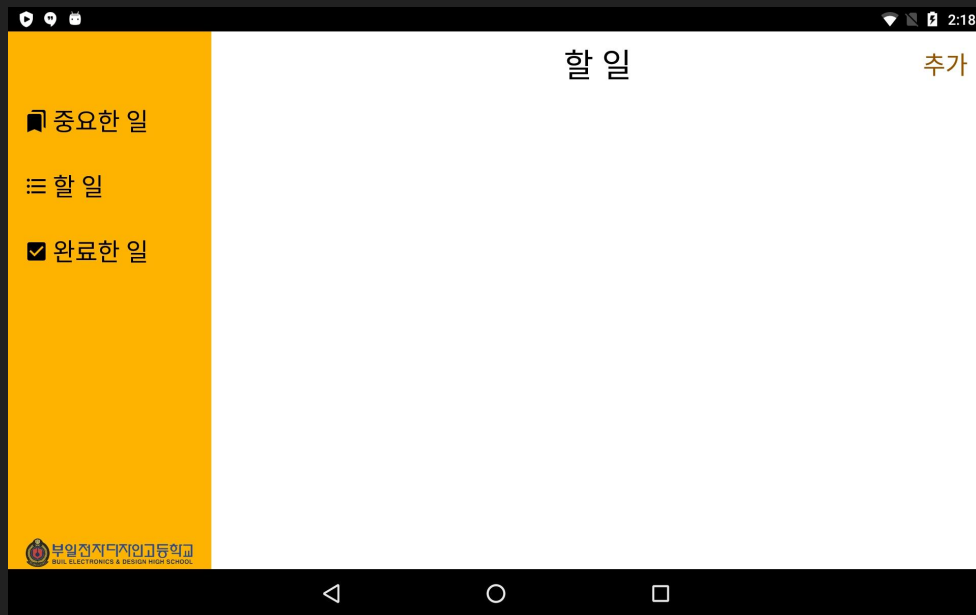 2:18
할 일
추가
중요한 일
할 일
완료한 일
부일전자디자인고등학교
BUIL ELECTRONICS & DESIGN HIGH SCHOOL